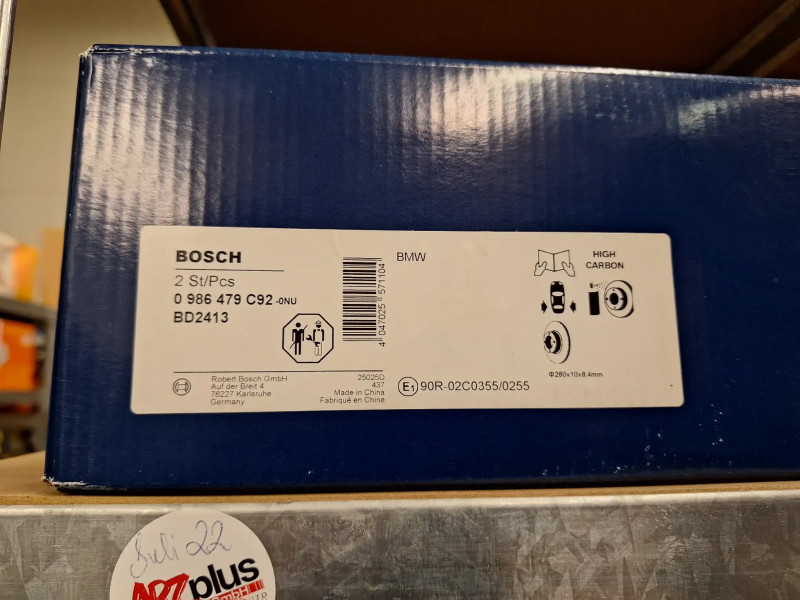 BOSCH
2 St/Pcs
0 986 479 C92-0NU
BD2413
4 047025 571104
BMW
HIGH
CARBON
Φ280x10x8.4mm
Robert Bosch GmbH
Auf der Breit 4
76227 Karlsruhe
Germany
25025D
437
Made in China
Fabriqué en Chine
E1 90R-02C0355/0255
Juli 22
plus
GmbH